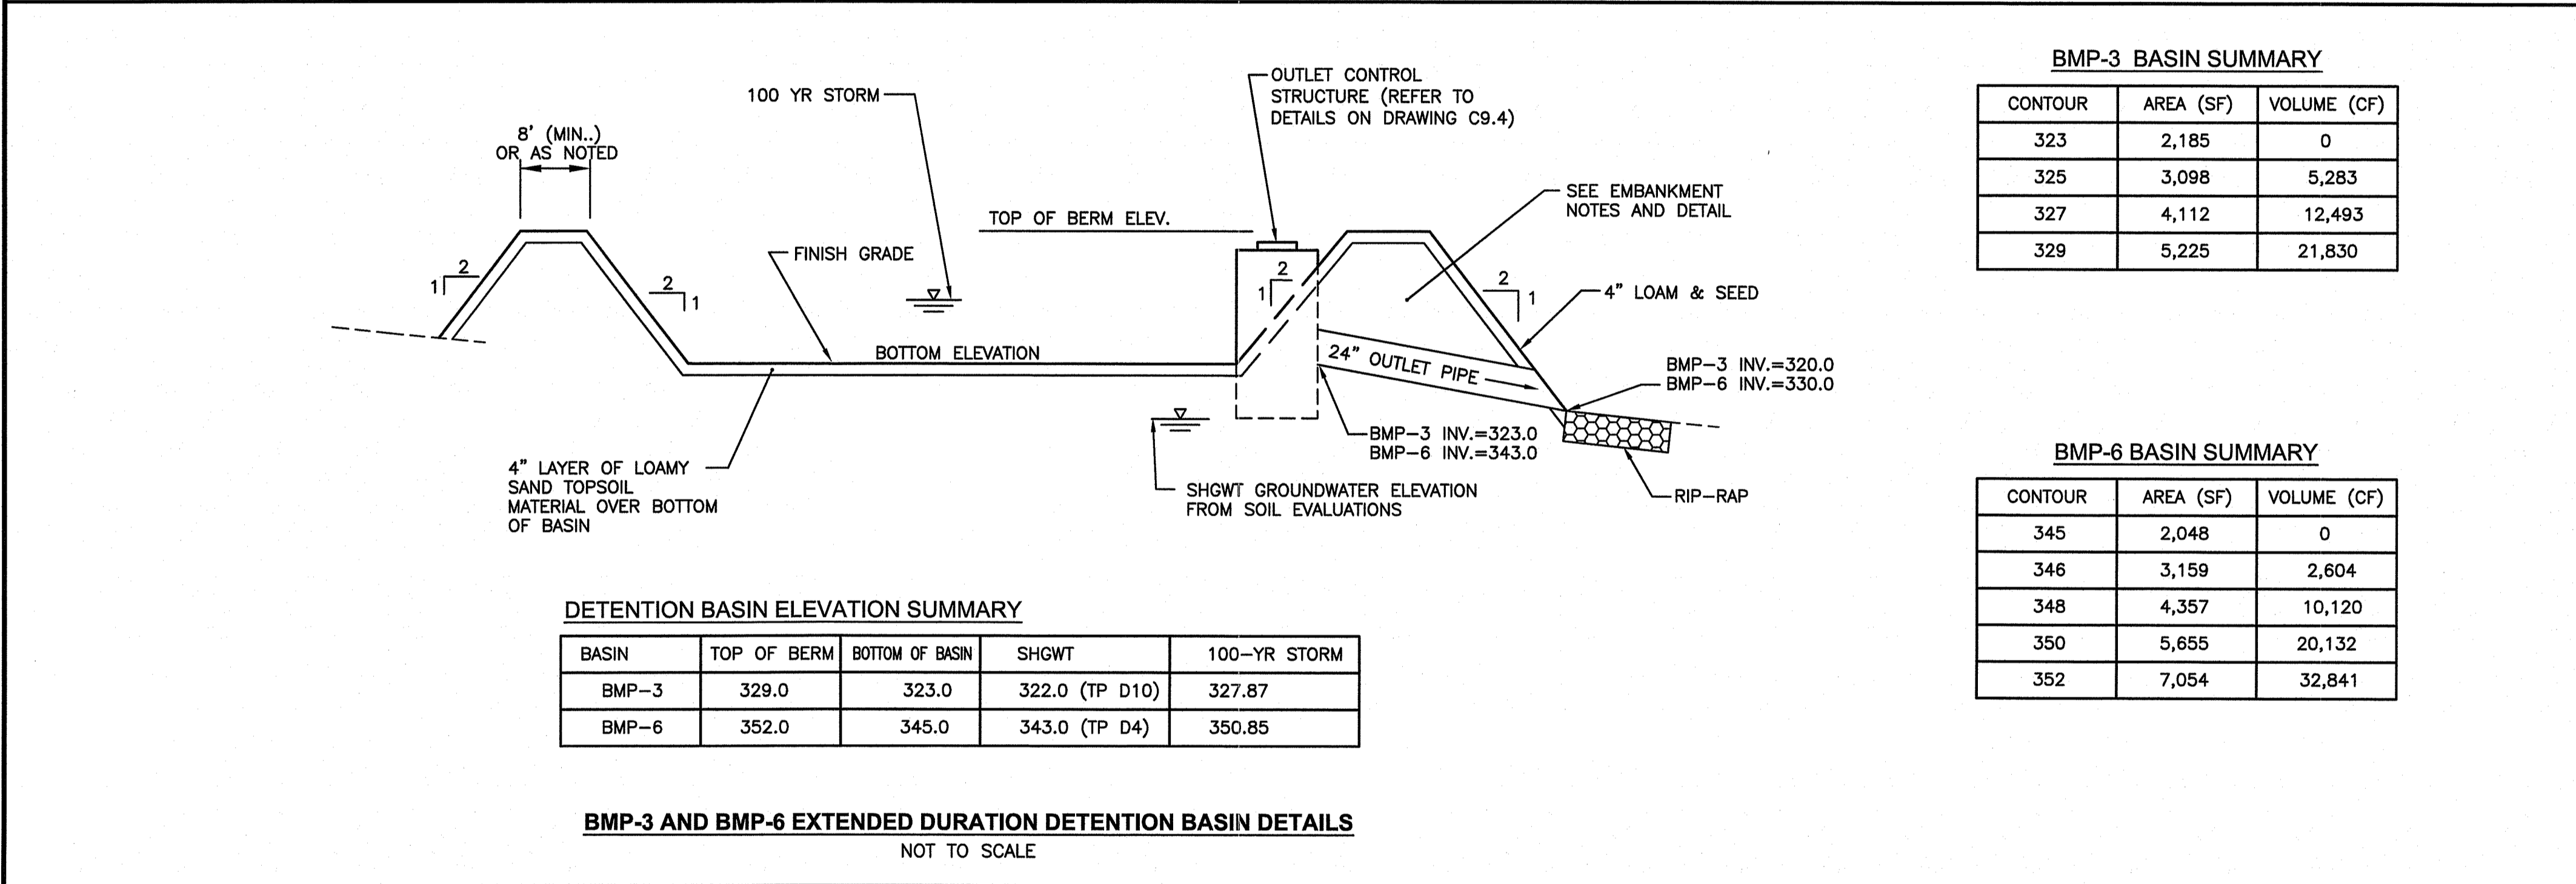 100 YR STORM
8' (MIN..)
OR AS NOTED
OUTLET CONTROL
STRUCTURE (REFER TO
DETAILS ON DRAWING C9.4)
TOP OF BERM ELEV.
SEE EMBANKMENT
NOTES AND DETAIL
FINISH GRADE
2
1
2
1
2
1
2
1
4" LOAM & SEED
BOTTOM ELEVATION
24" OUTLET PIPE
BMP-3 INV.=320.0
BMP-6 INV.=330.0
BMP-3 INV.=323.0
BMP-6 INV.=343.0
4" LAYER OF LOAMY
SAND TOPSOIL
MATERIAL OVER BOTTOM
OF BASIN
SHGWT GROUNDWATER ELEVATION
FROM SOIL EVALUATIONS
RIP-RAP
BMP-3 BASIN SUMMARY
CONTOUR AREA (SF) VOLUME (CF)
323 2,185 0
325 3,098 5,283
327 4,112 12,493
329 5,225 21,830
BMP-6 BASIN SUMMARY
CONTOUR AREA (SF) VOLUME (CF)
345 2,048 0
346 3,159 2,604
348 4,357 10,120
350 5,655 20,132
352 7,054 32,841
DETENTION BASIN ELEVATION SUMMARY
BASIN TOP OF BERM BOTTOM OF BASIN SHGWT 100-YR STORM
BMP-3 329.0 323.0 322.0 (TP D10) 327.87
BMP-6 352.0 345.0 343.0 (TP D4) 350.85
BMP-3 AND BMP-6 EXTENDED DURATION DETENTION BASIN DETAILS
NOT TO SCALE